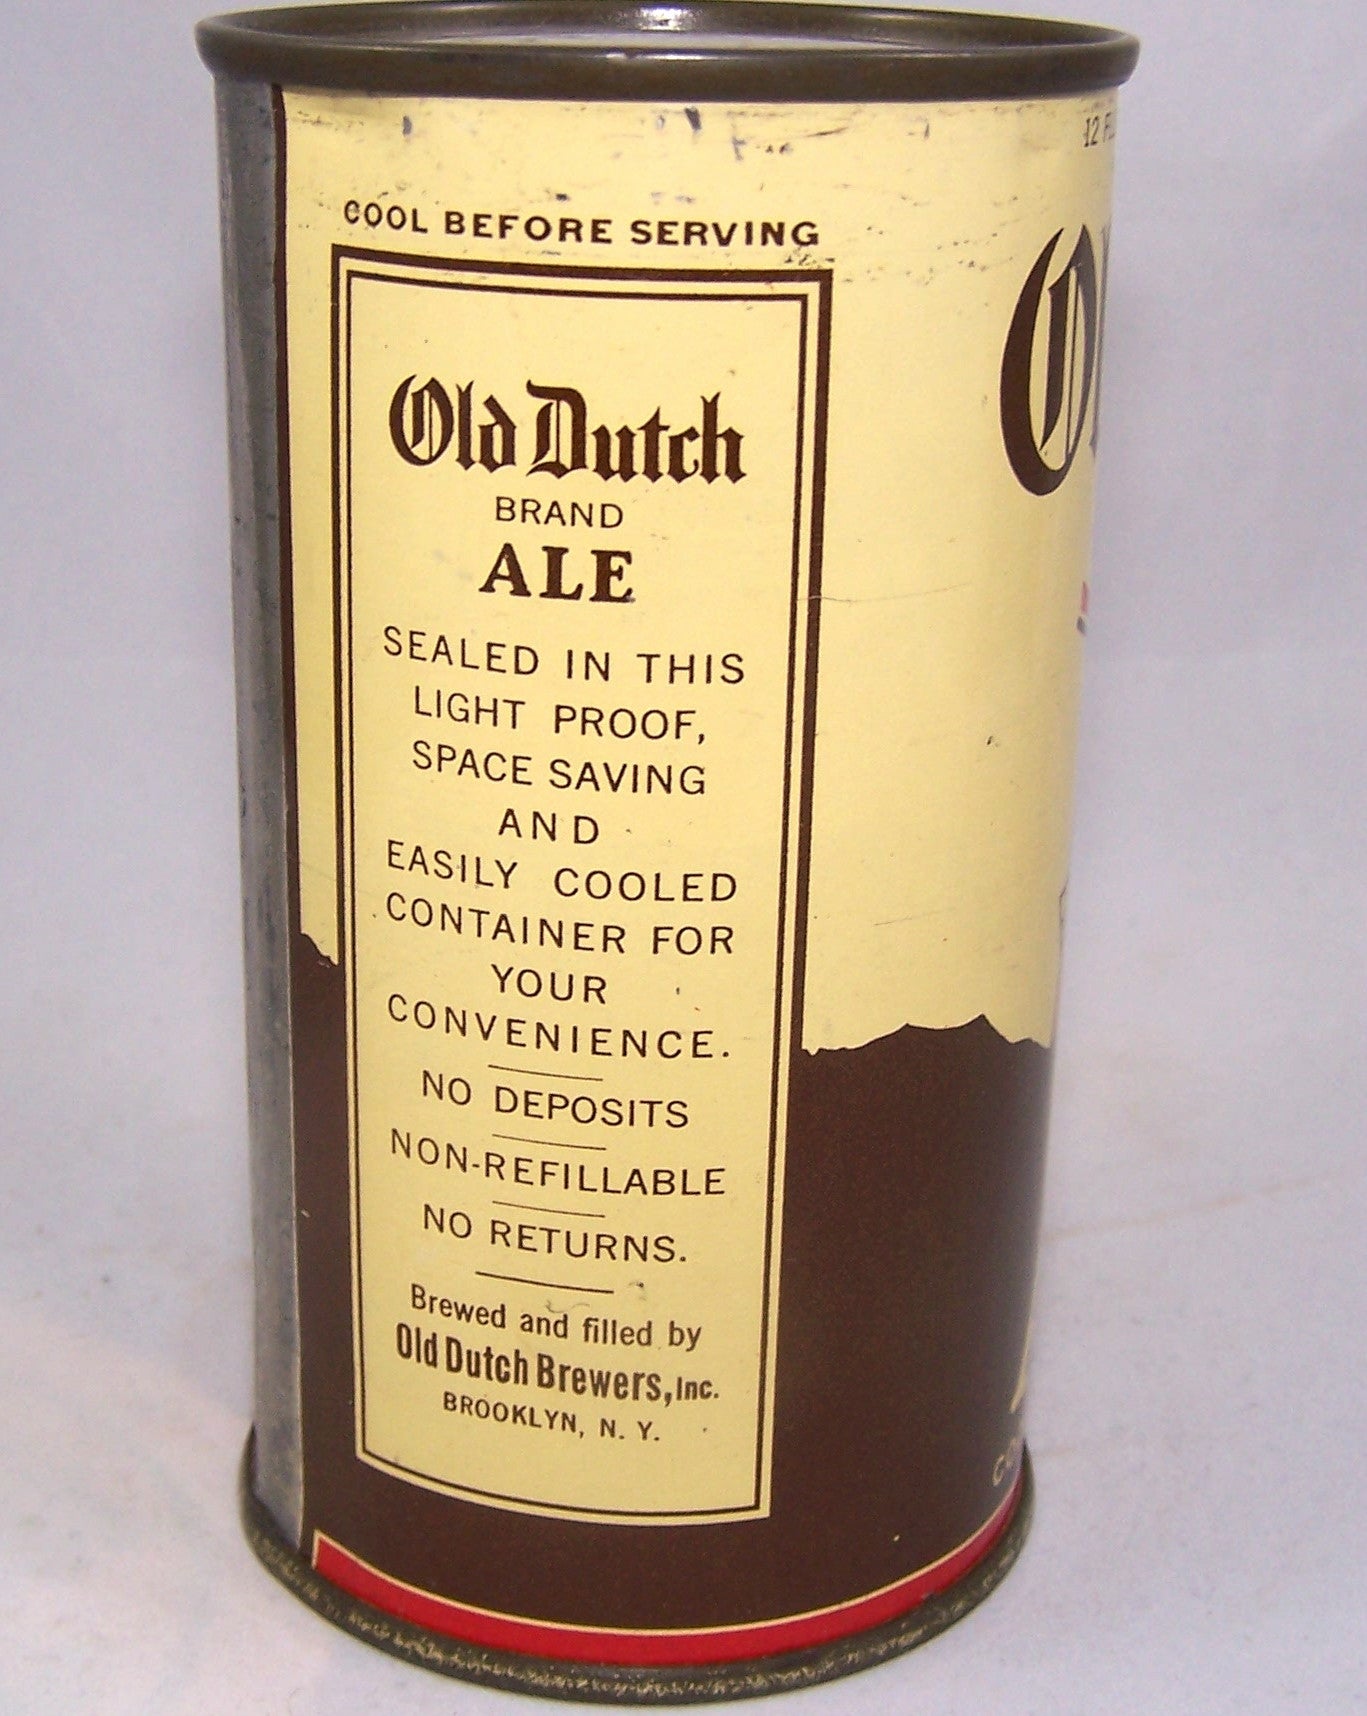 COOL BEFORE SERVING
Old Dutch
BRAND
ALE
SEALED IN THIS
LIGHT PROOF,
SPACE SAVING
AND
EASILY COOLED
CONTAINER FOR
YOUR
CONVENIENCE.
NO DEPOSITS
NON-REFILLABLE
NO RETURNS.
Brewed and filled by
Old Dutch Brewers, Inc.
BROOKLYN, N. Y.
12